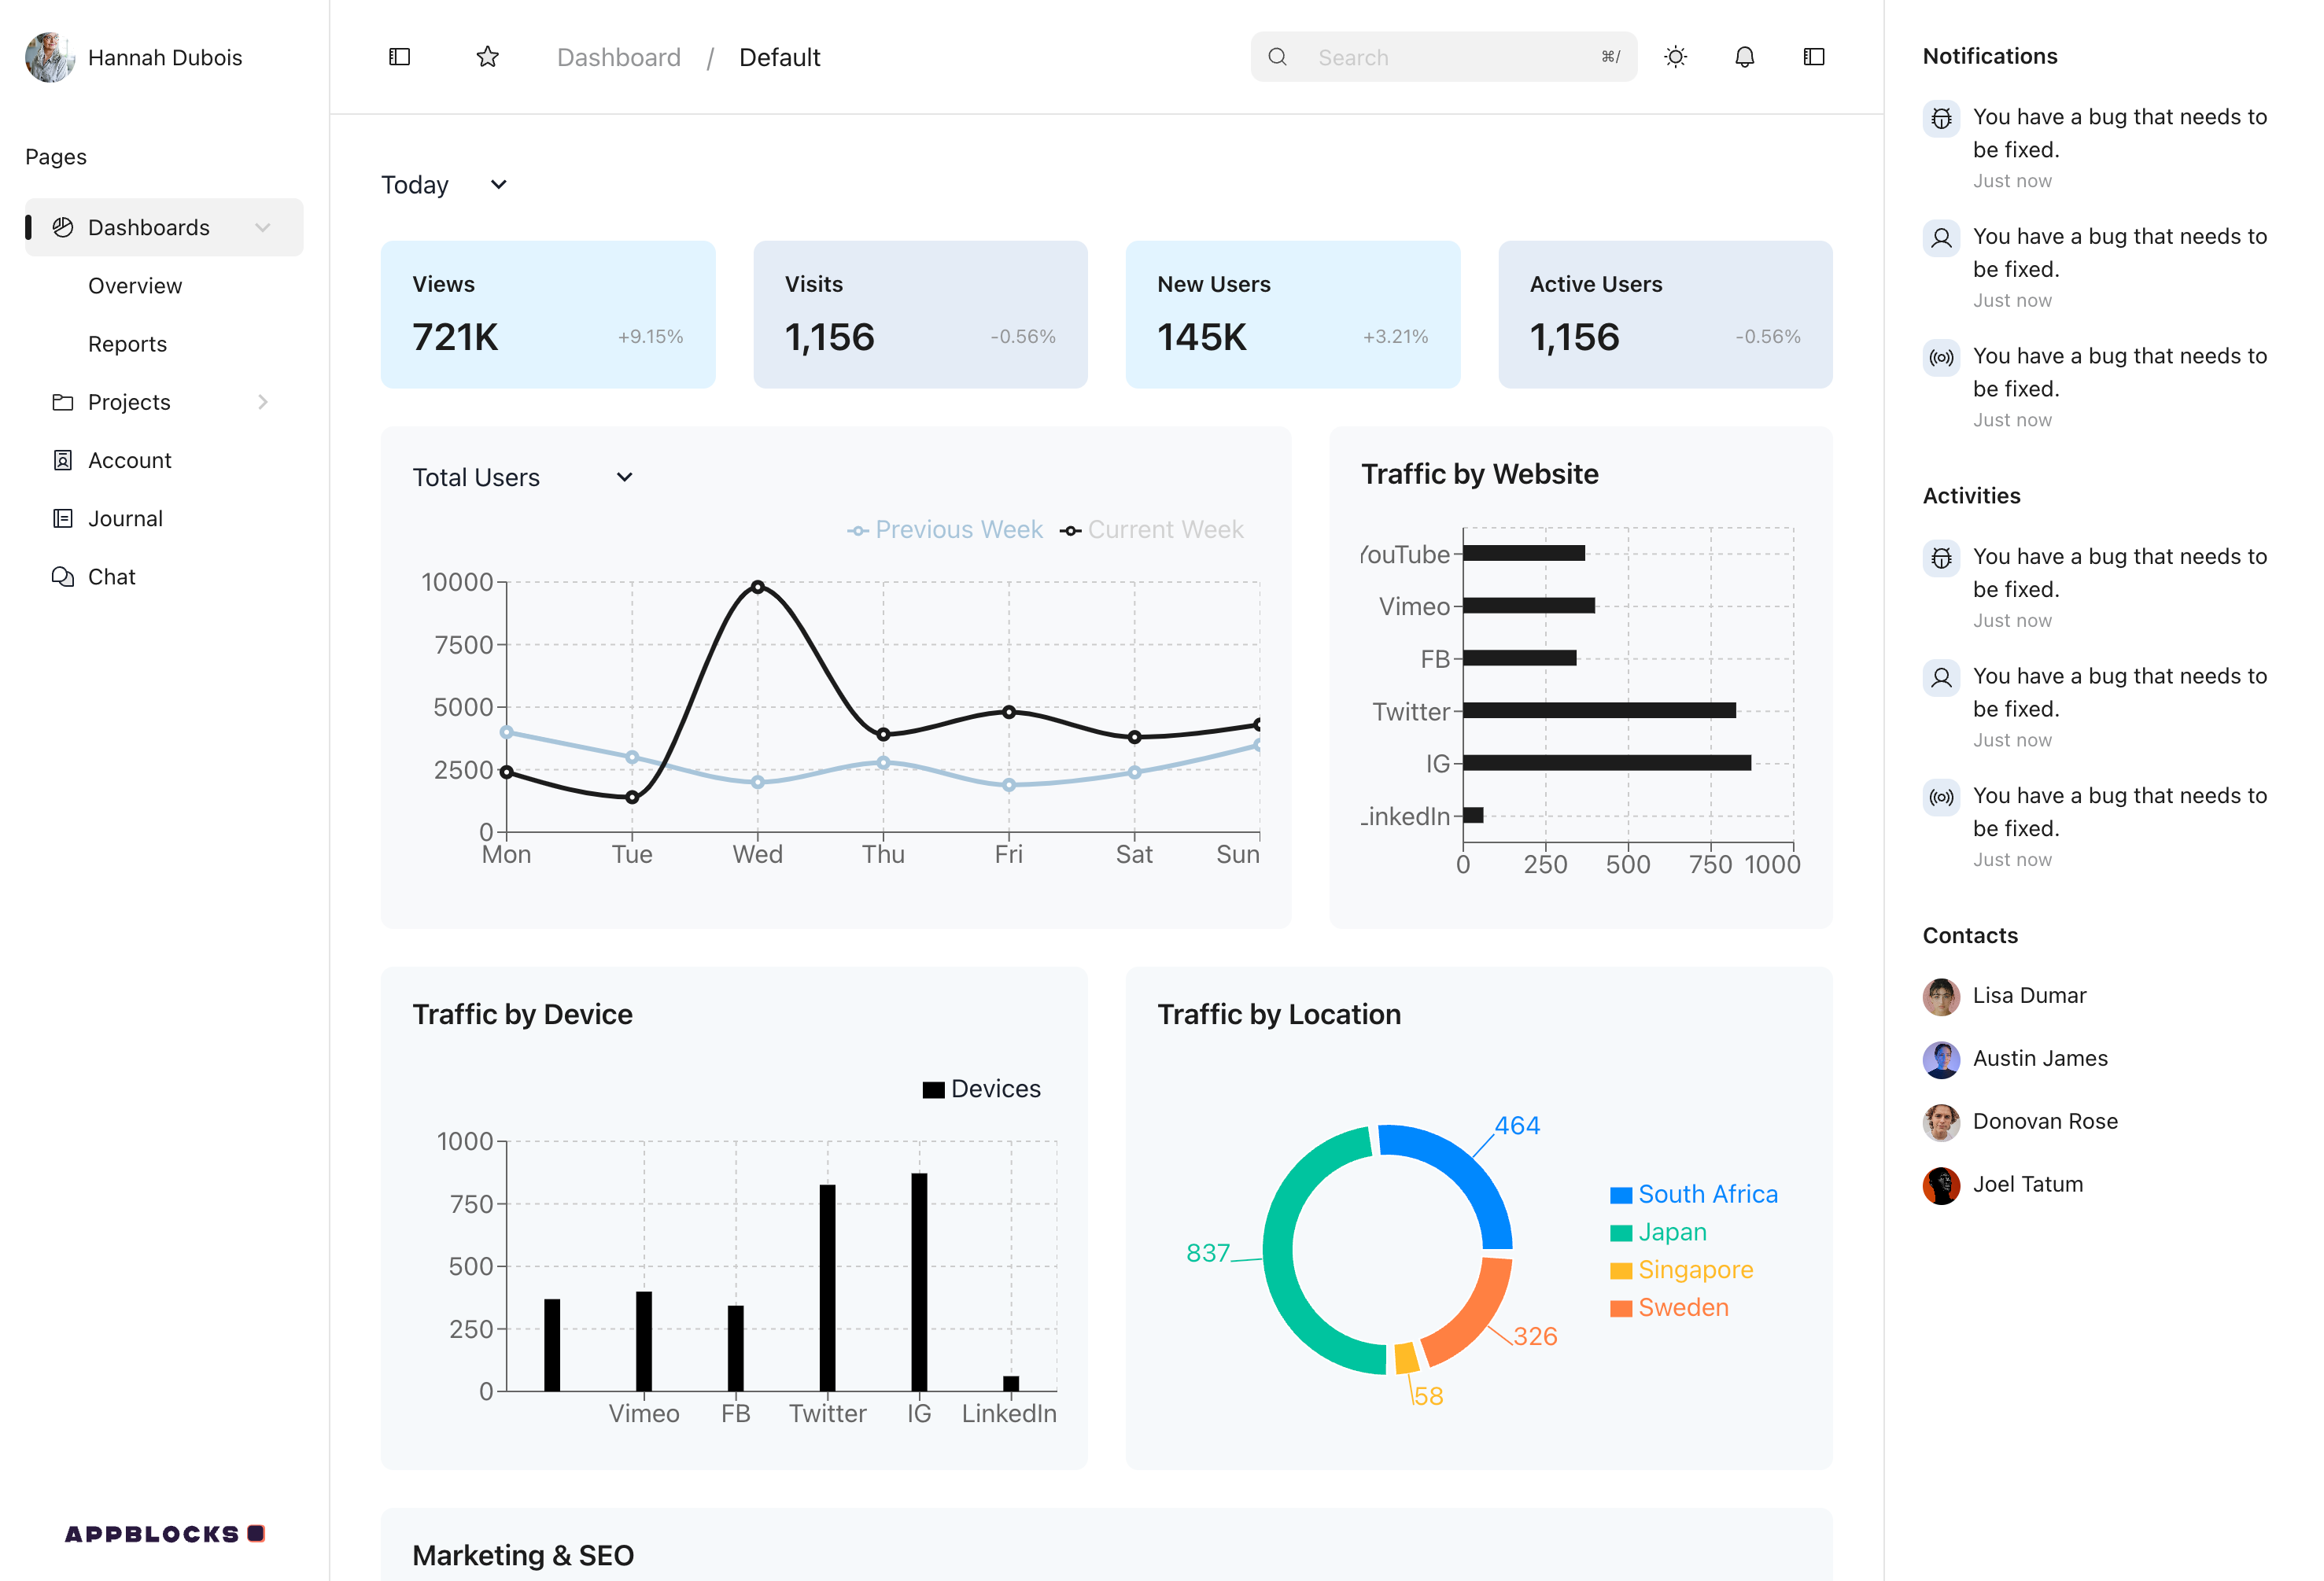 Hannah Dubois
Pages
Dashboards
Overview
Reports
Projects
Account
Journal
Chat
APPBLOCKS
Dashboard / Default
Search ⌘/
Today
Views
721K +9.15%
Visits
1,156 -0.56%
New Users
145K +3.21%
Active Users
1,156 -0.56%
Total Users
Previous Week Current Week
10000
7500
5000
2500
0
Mon Tue Wed Thu Fri Sat Sun
Traffic by Website
YouTube
Vimeo
FB
Twitter
IG
LinkedIn
0 250 500 750 1000
Traffic by Device
Devices
1000
750
500
250
0
Vimeo FB Twitter IG LinkedIn
Traffic by Location
464
837
326
58
South Africa
Japan
Singapore
Sweden
Marketing & SEO
Notifications
You have a bug that needs to
be fixed.
Just now
You have a bug that needs to
be fixed.
Just now
You have a bug that needs to
be fixed.
Just now
Activities
You have a bug that needs to
be fixed.
Just now
You have a bug that needs to
be fixed.
Just now
You have a bug that needs to
be fixed.
Just now
Contacts
Lisa Dumar
Austin James
Donovan Rose
Joel Tatum